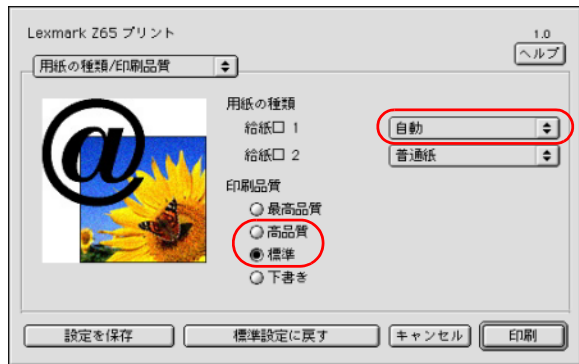 Lexmark Z65 プリント
1.0
ヘルプ
用紙の種類/印刷品質
用紙の種類
給紙口 1
自動
給紙口 2
普通紙
印刷品質
最高品質
高品質
標準
下書き
設定を保存
標準設定に戻す
キャンセル
印刷